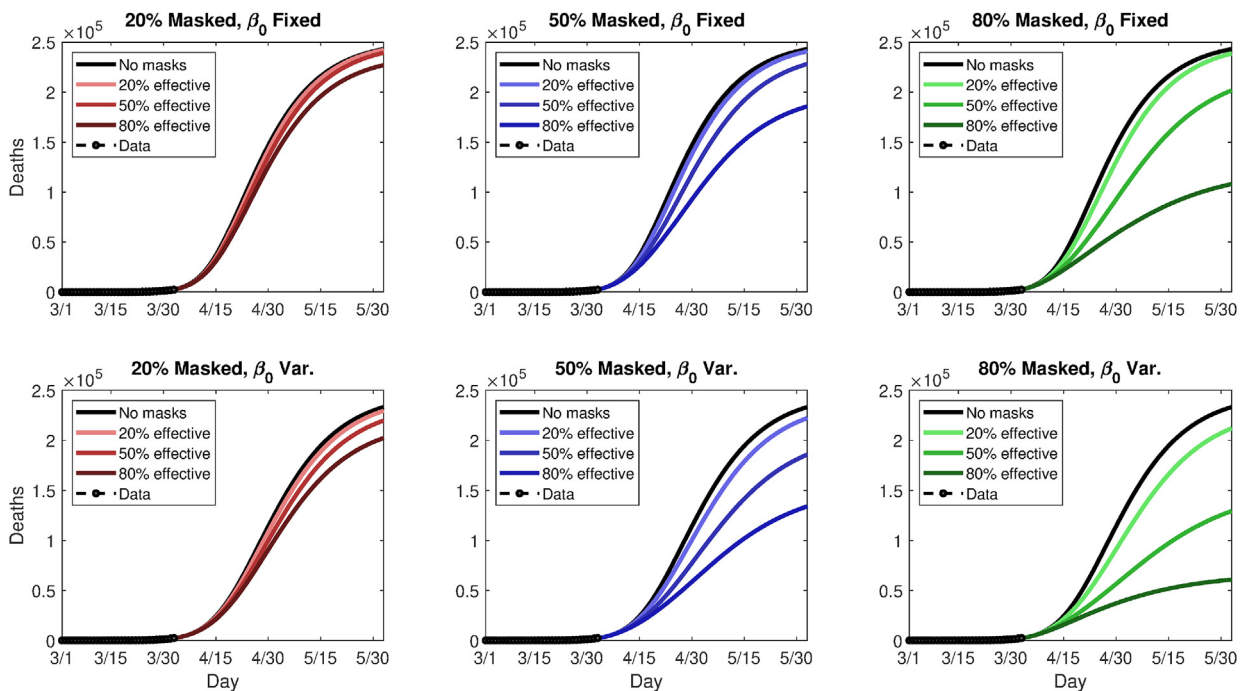 20% Masked, β0 Fixed
×10^5
2.5
2
1.5
1
0.5
0
Deaths
No masks
20% effective
50% effective
80% effective
Data
3/1 3/15 3/30 4/15 4/30 5/15 5/30
50% Masked, β0 Fixed
×10^5
2.5
2
1.5
1
0.5
0
No masks
20% effective
50% effective
80% effective
Data
3/1 3/15 3/30 4/15 4/30 5/15 5/30
80% Masked, β0 Fixed
×10^5
2.5
2
1.5
1
0.5
0
No masks
20% effective
50% effective
80% effective
Data
3/1 3/15 3/30 4/15 4/30 5/15 5/30
20% Masked, β0 Var.
×10^5
2.5
2
1.5
1
0.5
0
Deaths
No masks
20% effective
50% effective
80% effective
Data
3/1 3/15 3/30 4/15 4/30 5/15 5/30
Day
50% Masked, β0 Var.
×10^5
2.5
2
1.5
1
0.5
0
No masks
20% effective
50% effective
80% effective
Data
3/1 3/15 3/30 4/15 4/30 5/15 5/30
Day
80% Masked, β0 Var.
×10^5
2.5
2
1.5
1
0.5
0
No masks
20% effective
50% effective
80% effective
Data
3/1 3/15 3/30 4/15 4/30 5/15 5/30
Day